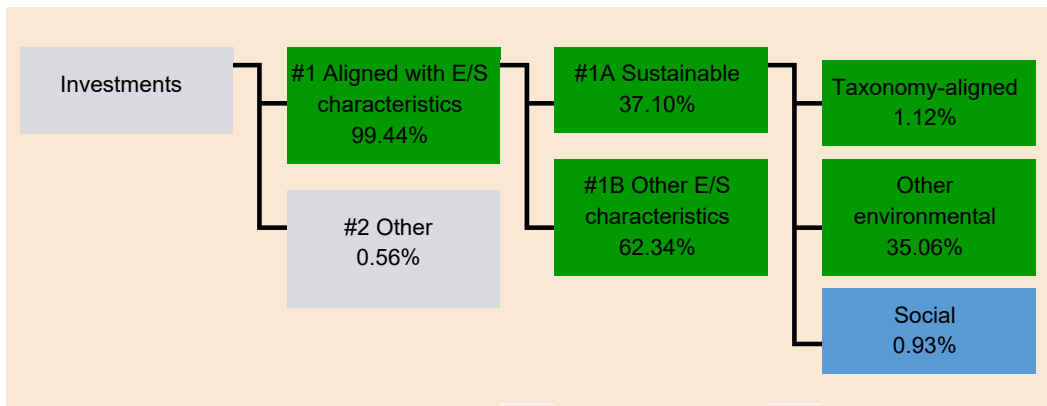 Investments
#1 Aligned with E/S
characteristics
99.44%
#2 Other
0.56%
#1A Sustainable
37.10%
#1B Other E/S
characteristics
62.34%
Taxonomy-aligned
1.12%
Other
environmental
35.06%
Social
0.93%